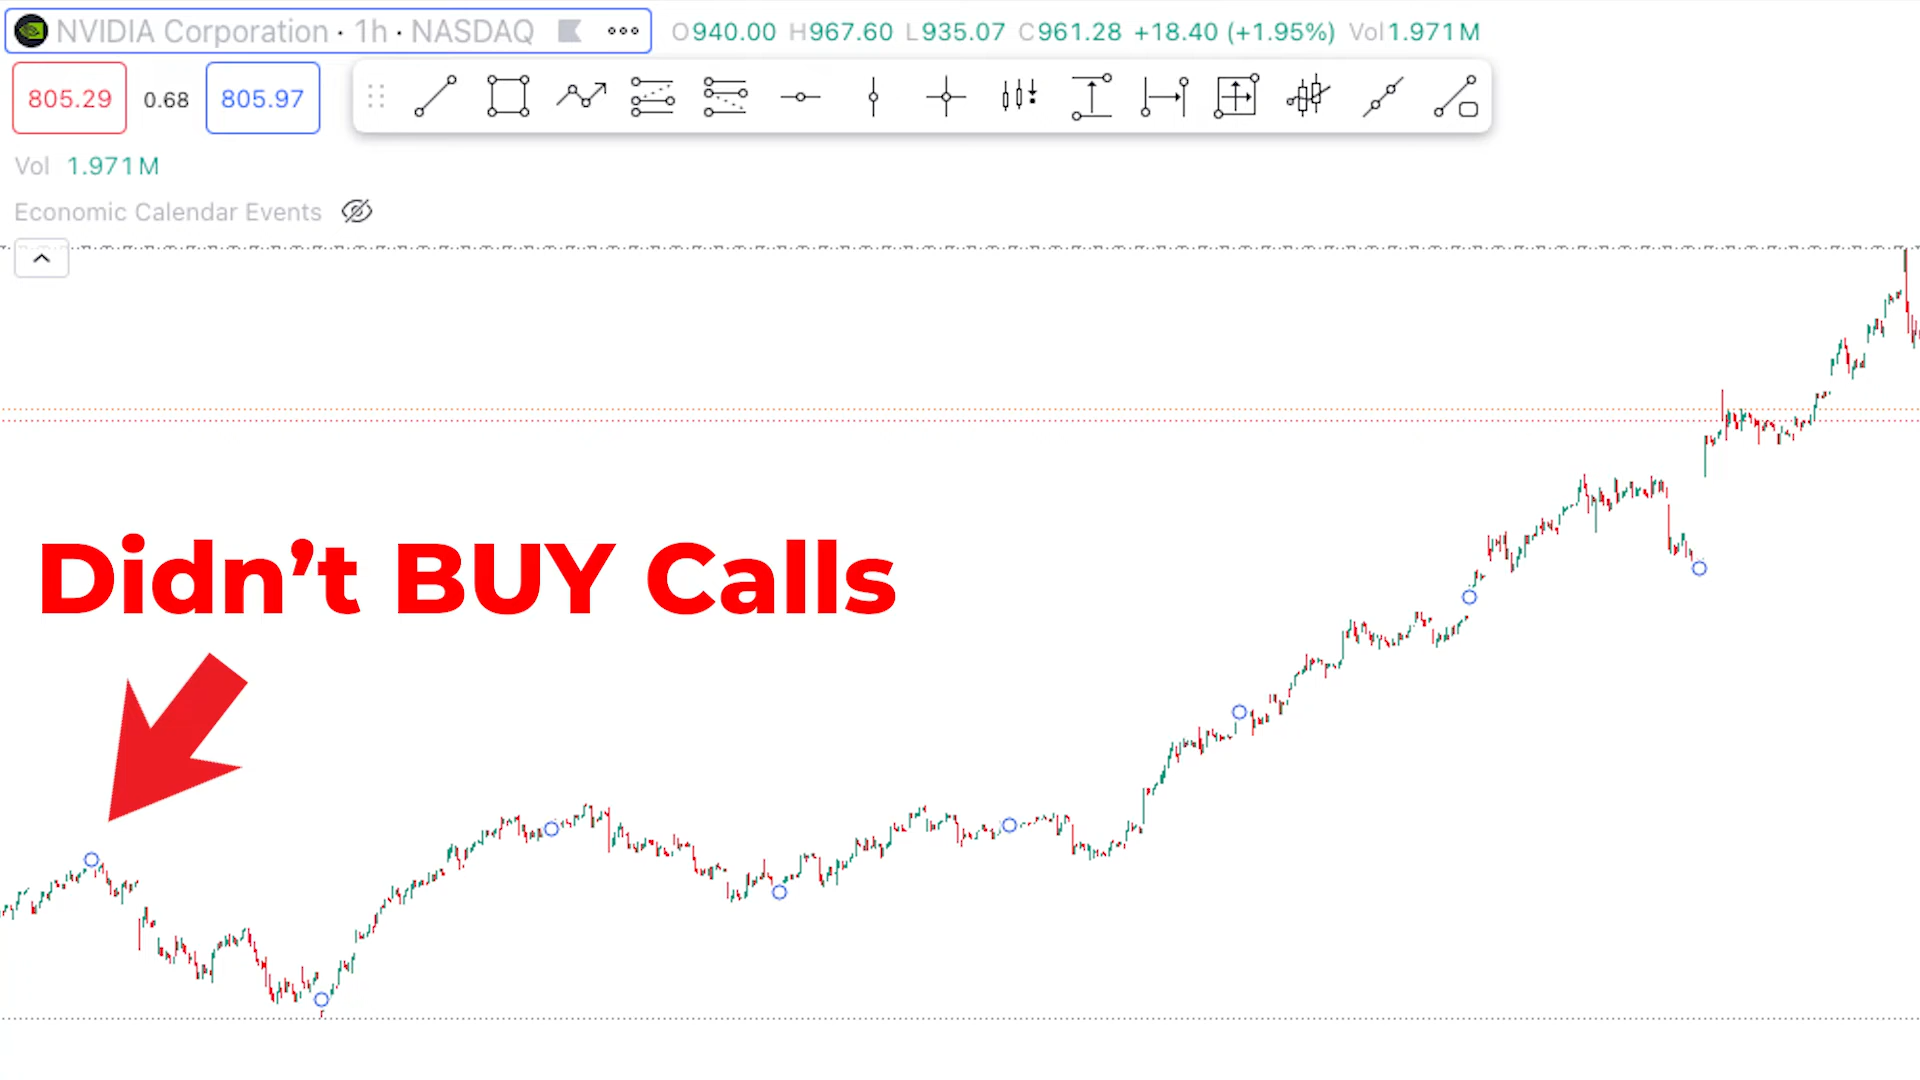 NVIDIA Corporation · 1h · NASDAQ O940.00 H967.60 L935.07 C961.28 +18.40 (+1.95%) Vol1.971M
805.29 0.68 805.97
Vol 1.971M
Economic Calendar Events
Didn’t BUY Calls